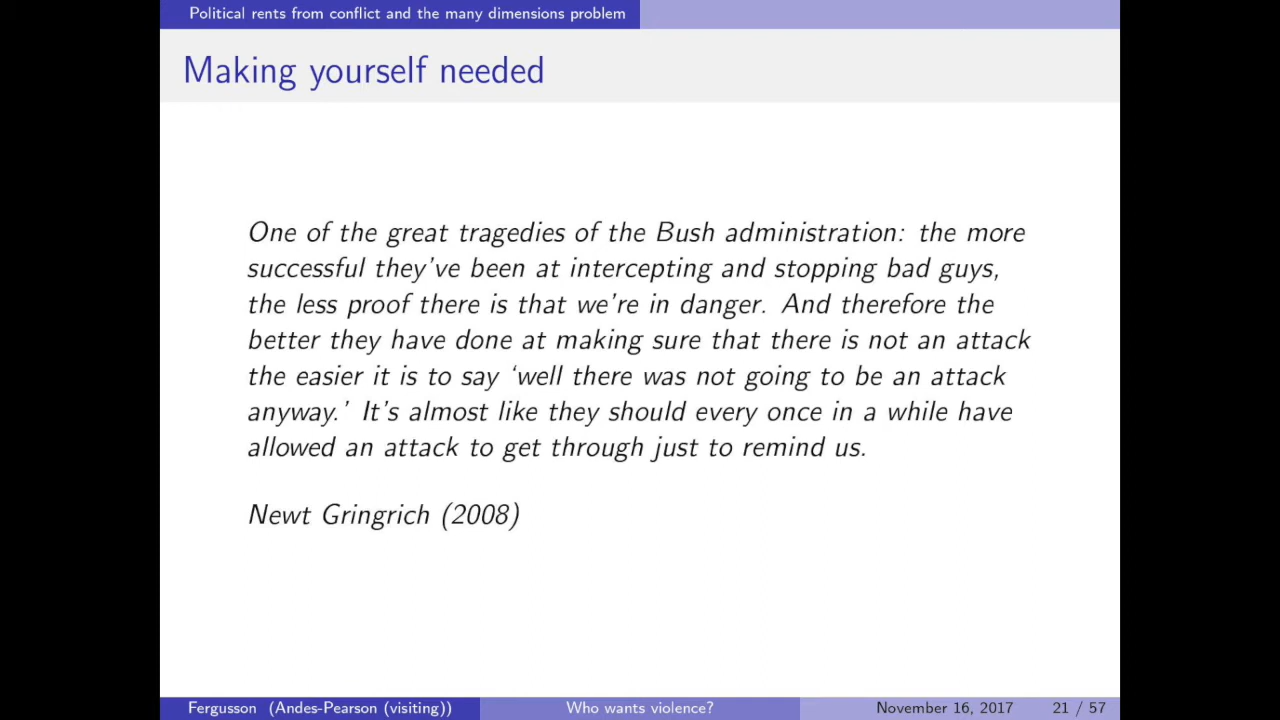 Political rents from conflict and the many dimensions problem
Making yourself needed
One of the great tragedies of the Bush administration: the more
successful they've been at intercepting and stopping bad guys,
the less proof there is that we're in danger. And therefore the
better they have done at making sure that there is not an attack
the easier it is to say ‘well there was not going to be an attack
anyway.’ It's almost like they should every once in a while have
allowed an attack to get through just to remind us.
Newt Gringrich (2008)
Fergusson (Andes-Pearson (visiting)) Who wants violence? November 16, 2017 21 / 57